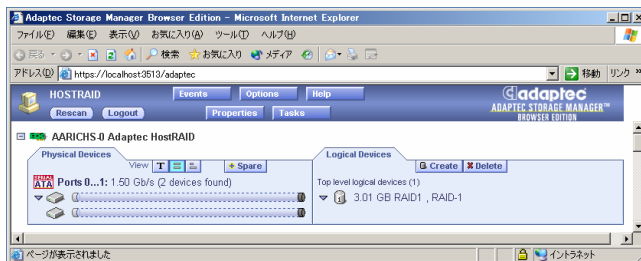 Adaptec Storage Manager Browser Edition - Microsoft Internet Explorer
ファイル(F) 編集(E) 表示(V) お気に入り(A) ツール(T) ヘルプ(H)
戻る 検索 お気に入り メディア
アドレス(D) https://localhost:3513/adaptec 移動 リンク »
HOSTRAID Events Options Help adaptec
Rescan Logout Properties Tasks ADAPTEC STORAGE MANAGER™
BROWSER EDITION
AARICHS-0 Adaptec HostRAID
Physical Devices
View T + Spare
Logical Devices
Create Delete
SERIAL ATA Ports 0...1: 1.50 Gb/s (2 devices found)
Top level logical devices (1)
3.01 GB RAID1 , RAID-1
ページが表示されました イントラネット